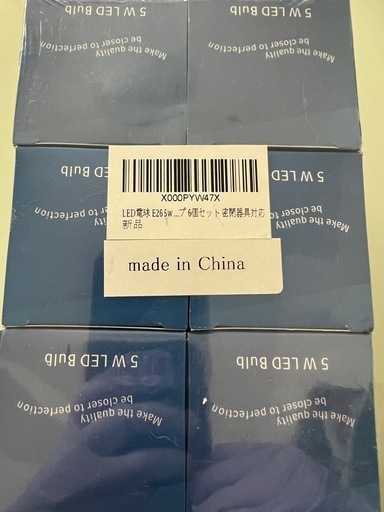 5 W LED Bulb
Make the quality
be closer to perfection
5 W LED Bulb
Make the quality
be closer to perfection
X000PYW47X
LED電球 E26 5w ...プ 6個セット 密閉器具対応
新品
made in China
5 W LED Bulb
Make the quality
be closer to perfection
5 W LED Bulb
Make the quality
be closer to perfection
5 W LED Bulb
Make the quality
be closer to perfection
5 W LED Bulb
Make the quality
be closer to perfection